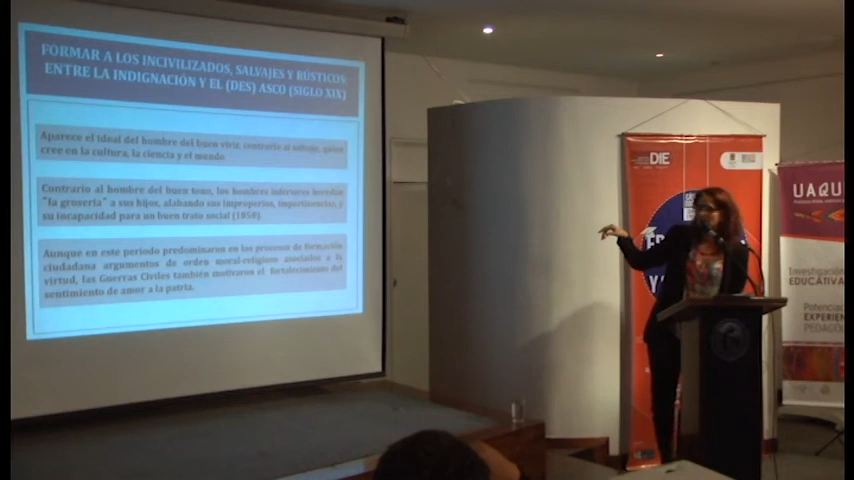 FORMAR A LOS INCIVILIZADOS, SALVAJES Y RÚSTICOS:
ENTRE LA INDIGNACIÓN Y EL (DES) ASCO (SIGLO XIX)
Aparece el ideal del hombre del buen vivir, contrario al salvaje, quien
cree en la cultura, la ciencia y el mundo
Contrario al hombre del buen tono, los hombres inferiores heredan
"la grosería" a sus hijos, alabando sus improperios, impertinencias, y
su incapacidad para un buen trato social (1858).
Aunque en este periodo predominaron en los procesos de formación
ciudadana argumentos de orden moral-religioso asociados a la
virtud, las Guerras Civiles también motivaron el fortalecimiento del
sentimiento de amor a la patria.
DIE
UAQU
Investigación
EDUCATIVA
Potencia
EXPERIEN
PEDAGÓ